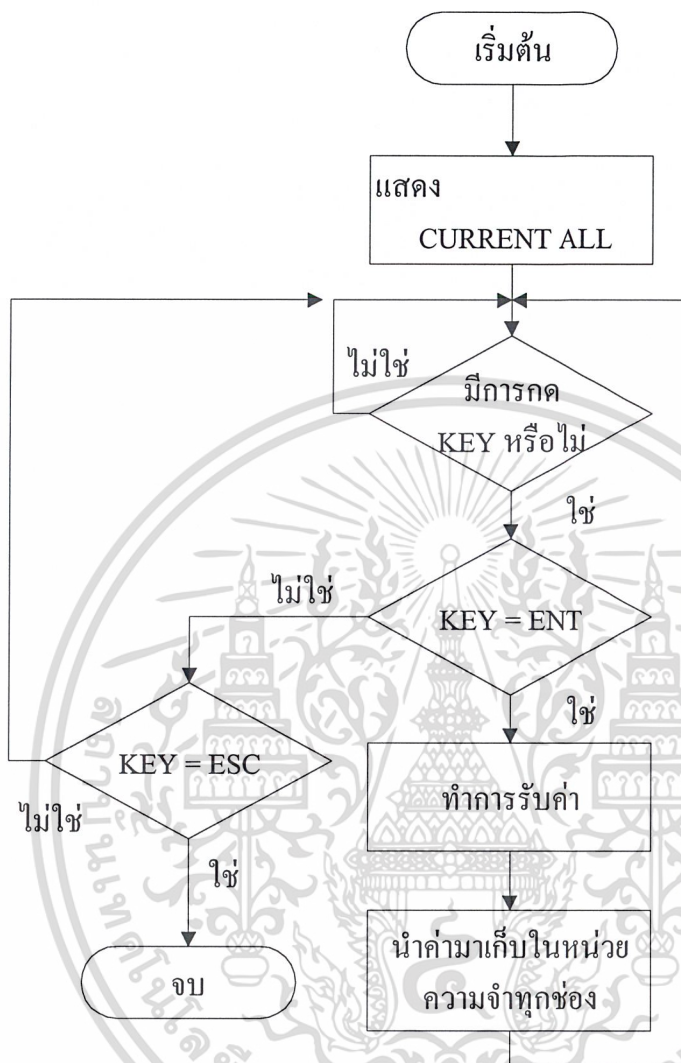 เริ่มต้น
แสดง
CURRENT ALL
ไม่ใช่
มีการกด
KEY หรือไม่
ใช่
ไม่ใช่
KEY = ENT
ใช่
KEY = ESC
ทำการรับค่า
ไม่ใช่
ใช่
นำค่ามาเก็บในหน่วย
ความจำทุกช่อง
จบ